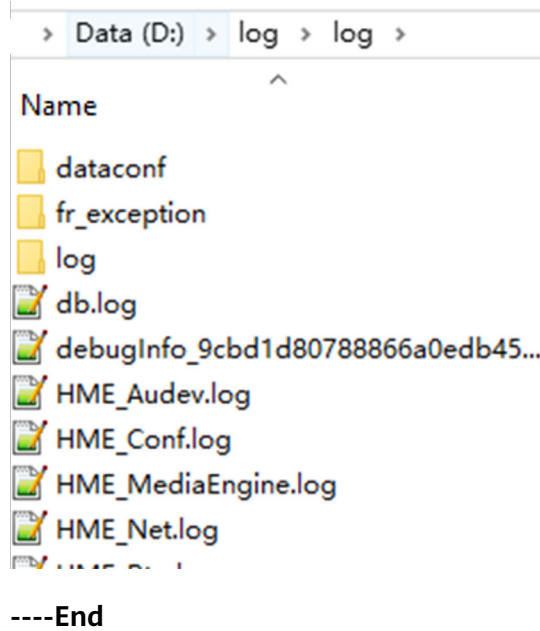 › Data (D:) › log › log ›
Name
dataconf
fr_exception
log
db.log
debugInfo_9cbd1d80788866a0edb45...
HME_Audev.log
HME_Conf.log
HME_MediaEngine.log
HME_Net.log
----End